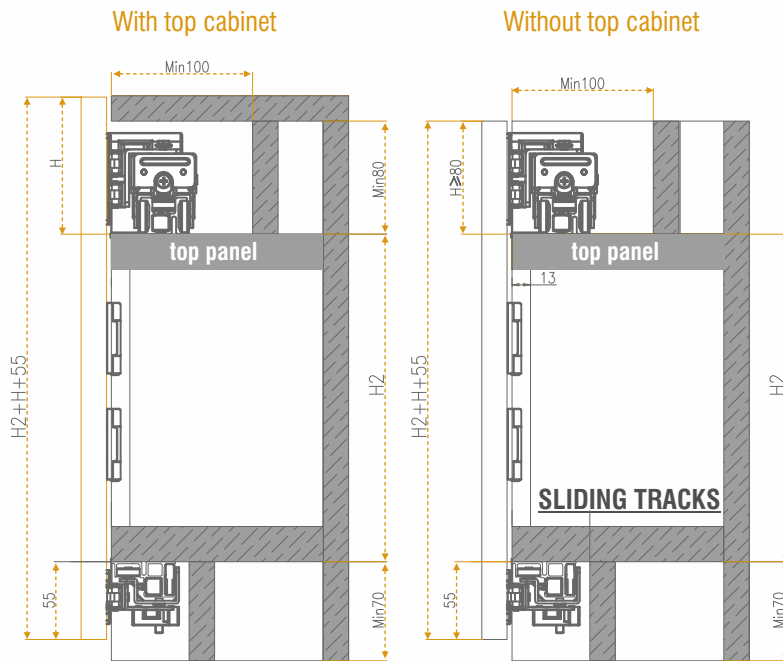 With top cabinet
Without top cabinet
Min100
H
Min80
top panel
H2+H+55
H2
55
Min70
Min100
H≥80
top panel
13
H2+H+55
H2
SLIDING TRACKS
55
Min70